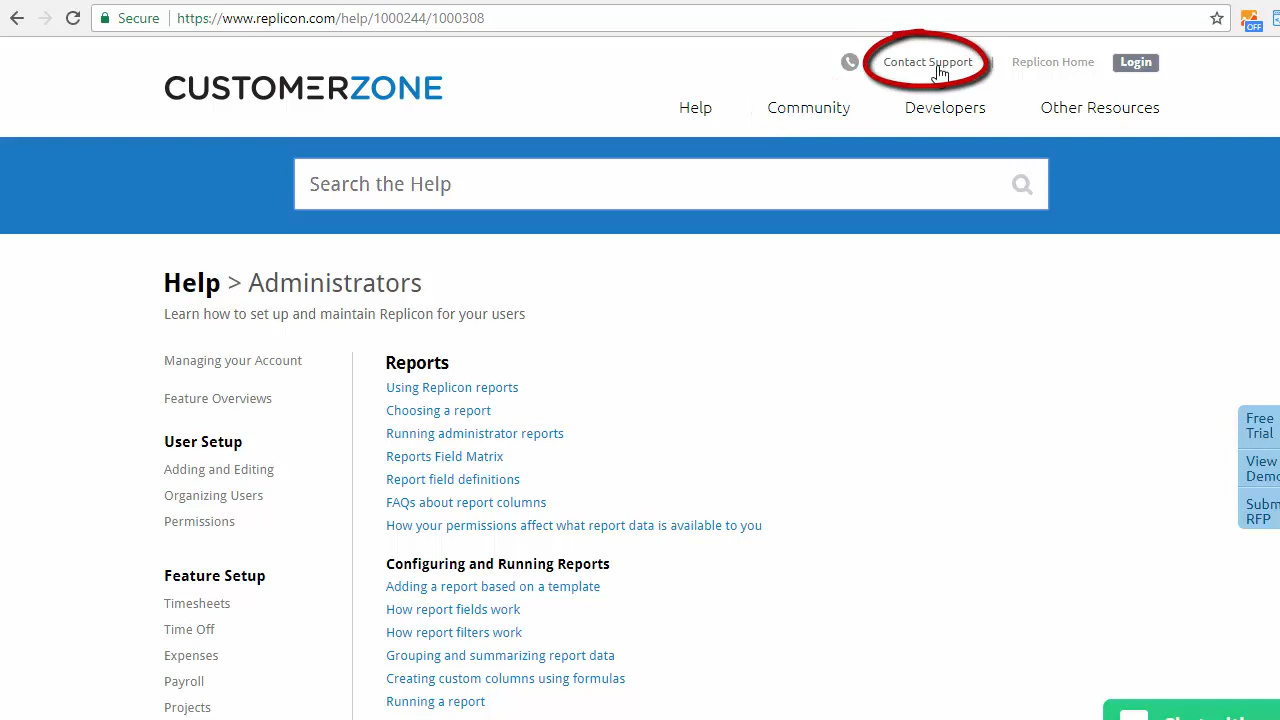 Secure https://www.replicon.com/help/1000244/1000308
OFF
Contact Support | Replicon Home Login
CUSTOMERZONE
Help Community Developers Other Resources
Search the Help
Help > Administrators
Learn how to set up and maintain Replicon for your users
Managing your Account
Feature Overviews
User Setup
Adding and Editing
Organizing Users
Permissions
Feature Setup
Timesheets
Time Off
Expenses
Payroll
Projects
Reports
Using Replicon reports
Choosing a report
Running administrator reports
Reports Field Matrix
Report field definitions
FAQs about report columns
How your permissions affect what report data is available to you
Configuring and Running Reports
Adding a report based on a template
How report fields work
How report filters work
Grouping and summarizing report data
Creating custom columns using formulas
Running a report
Free
Trial
View
Demo
Subm
RFP